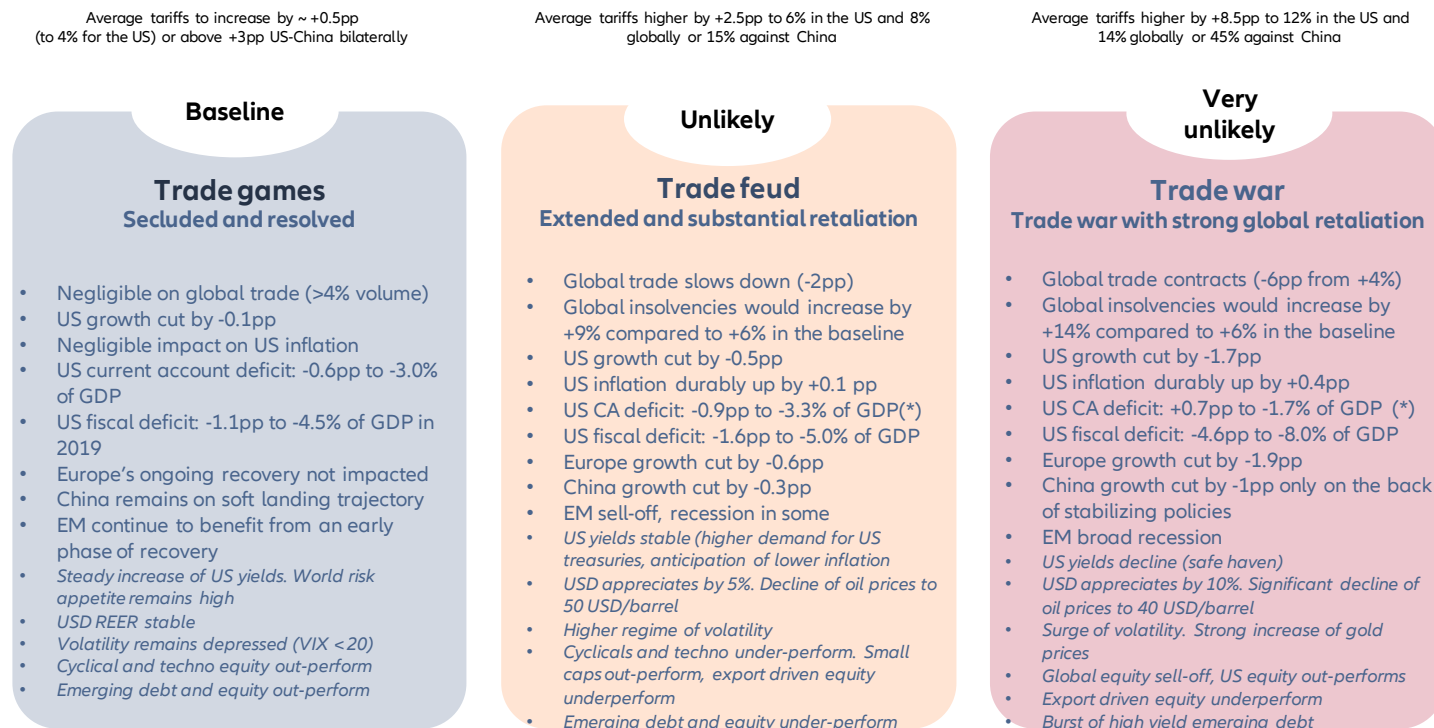 Average tariffs to increase by ~ +0.5pp
(to 4% for the US) or above +3pp US-China bilaterally
Baseline
Trade games
Secluded and resolved
• Negligible on global trade (>4% volume)
• US growth cut by -0.1pp
• Negligible impact on US inflation
• US current account deficit: -0.6pp to -3.0%
of GDP
• US fiscal deficit: -1.1pp to -4.5% of GDP in
2019
• Europe's ongoing recovery not impacted
• China remains on soft landing trajectory
• EM continue to benefit from an early
phase of recovery
• Steady increase of US yields. World risk
appetite remains high
• USD REER stable
• Volatility remains depressed (VIX <20)
• Cyclical and techno equity out-perform
• Emerging debt and equity out-perform
Average tariffs higher by +2.5pp to 6% in the US and 8%
globally or 15% against China
Unlikely
Trade feud
Extended and substantial retaliation
• Global trade slows down (-2pp)
• Global insolvencies would increase by
+9% compared to +6% in the baseline
• US growth cut by -0.5pp
• US inflation durably up by +0.1 pp
• US CA deficit: -0.9pp to -3.3% of GDP(*)
• US fiscal deficit: -1.6pp to -5.0% of GDP
• Europe growth cut by -0.6pp
• China growth cut by -0.3pp
• EM sell-off, recession in some
• US yields stable (higher demand for US
treasuries, anticipation of lower inflation
• USD appreciates by 5%. Decline of oil prices to
50 USD/barrel
• Higher regime of volatility
• Cyclicals and techno under-perform. Small
caps out-perform, export driven equity
underperform
• Emerging debt and equity under-perform
Average tariffs higher by +8.5pp to 12% in the US and
14% globally or 45% against China
Very
unlikely
Trade war
Trade war with strong global retaliation
• Global trade contracts (-6pp from +4%)
• Global insolvencies would increase by
+14% compared to +6% in the baseline
• US growth cut by -1.7pp
• US inflation durably up by +0.4pp
• US CA deficit: +0.7pp to -1.7% of GDP (*)
• US fiscal deficit: -4.6pp to -8.0% of GDP
• Europe growth cut by -1.9pp
• China growth cut by -1pp only on the back
of stabilizing policies
• EM broad recession
• US yields decline (safe haven)
• USD appreciates by 10%. Significant decline of
oil prices to 40 USD/barrel
• Surge of volatility. Strong increase of gold
prices
• Global equity sell-off, US equity out-performs
• Export driven equity underperform
• Burst of high yield emerging debt